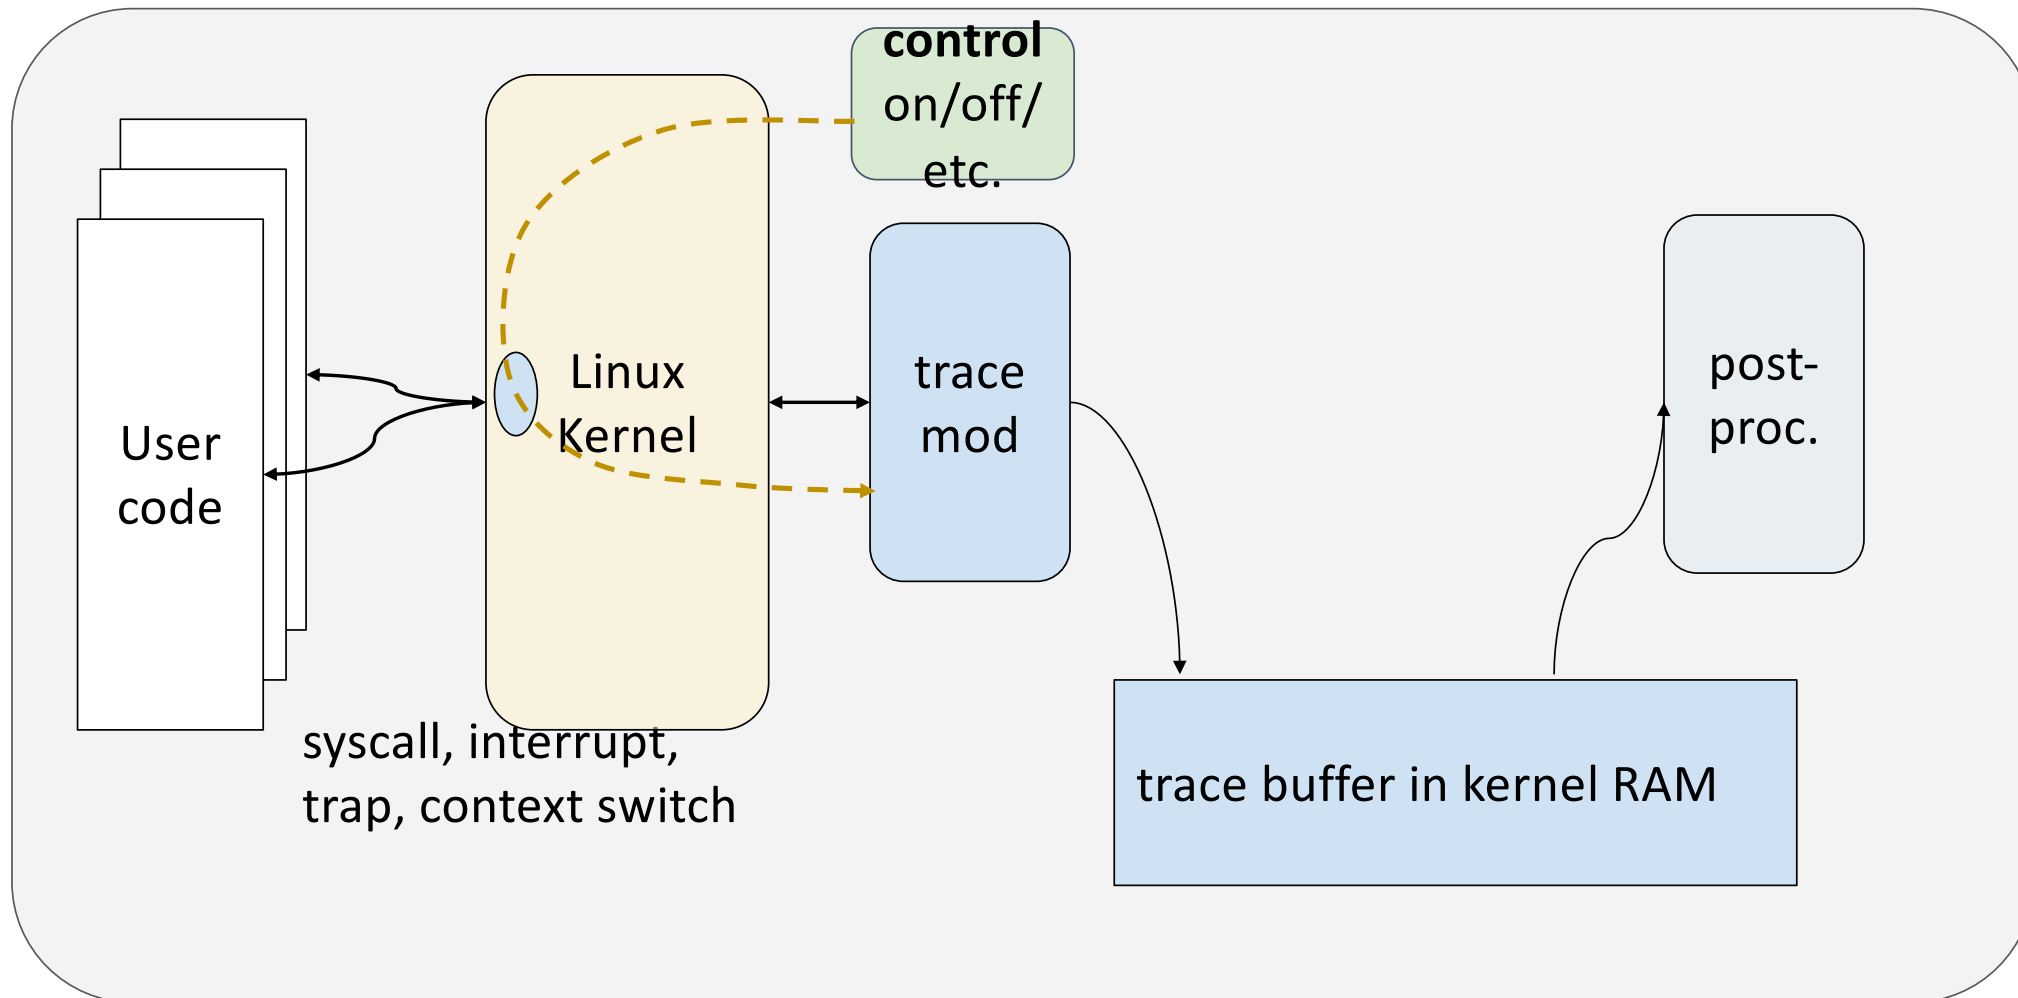 control
on/off/
etc.
User
code
Linux
Kernel
trace
mod
post-
proc.
syscall, interrupt,
trap, context switch
trace buffer in kernel RAM